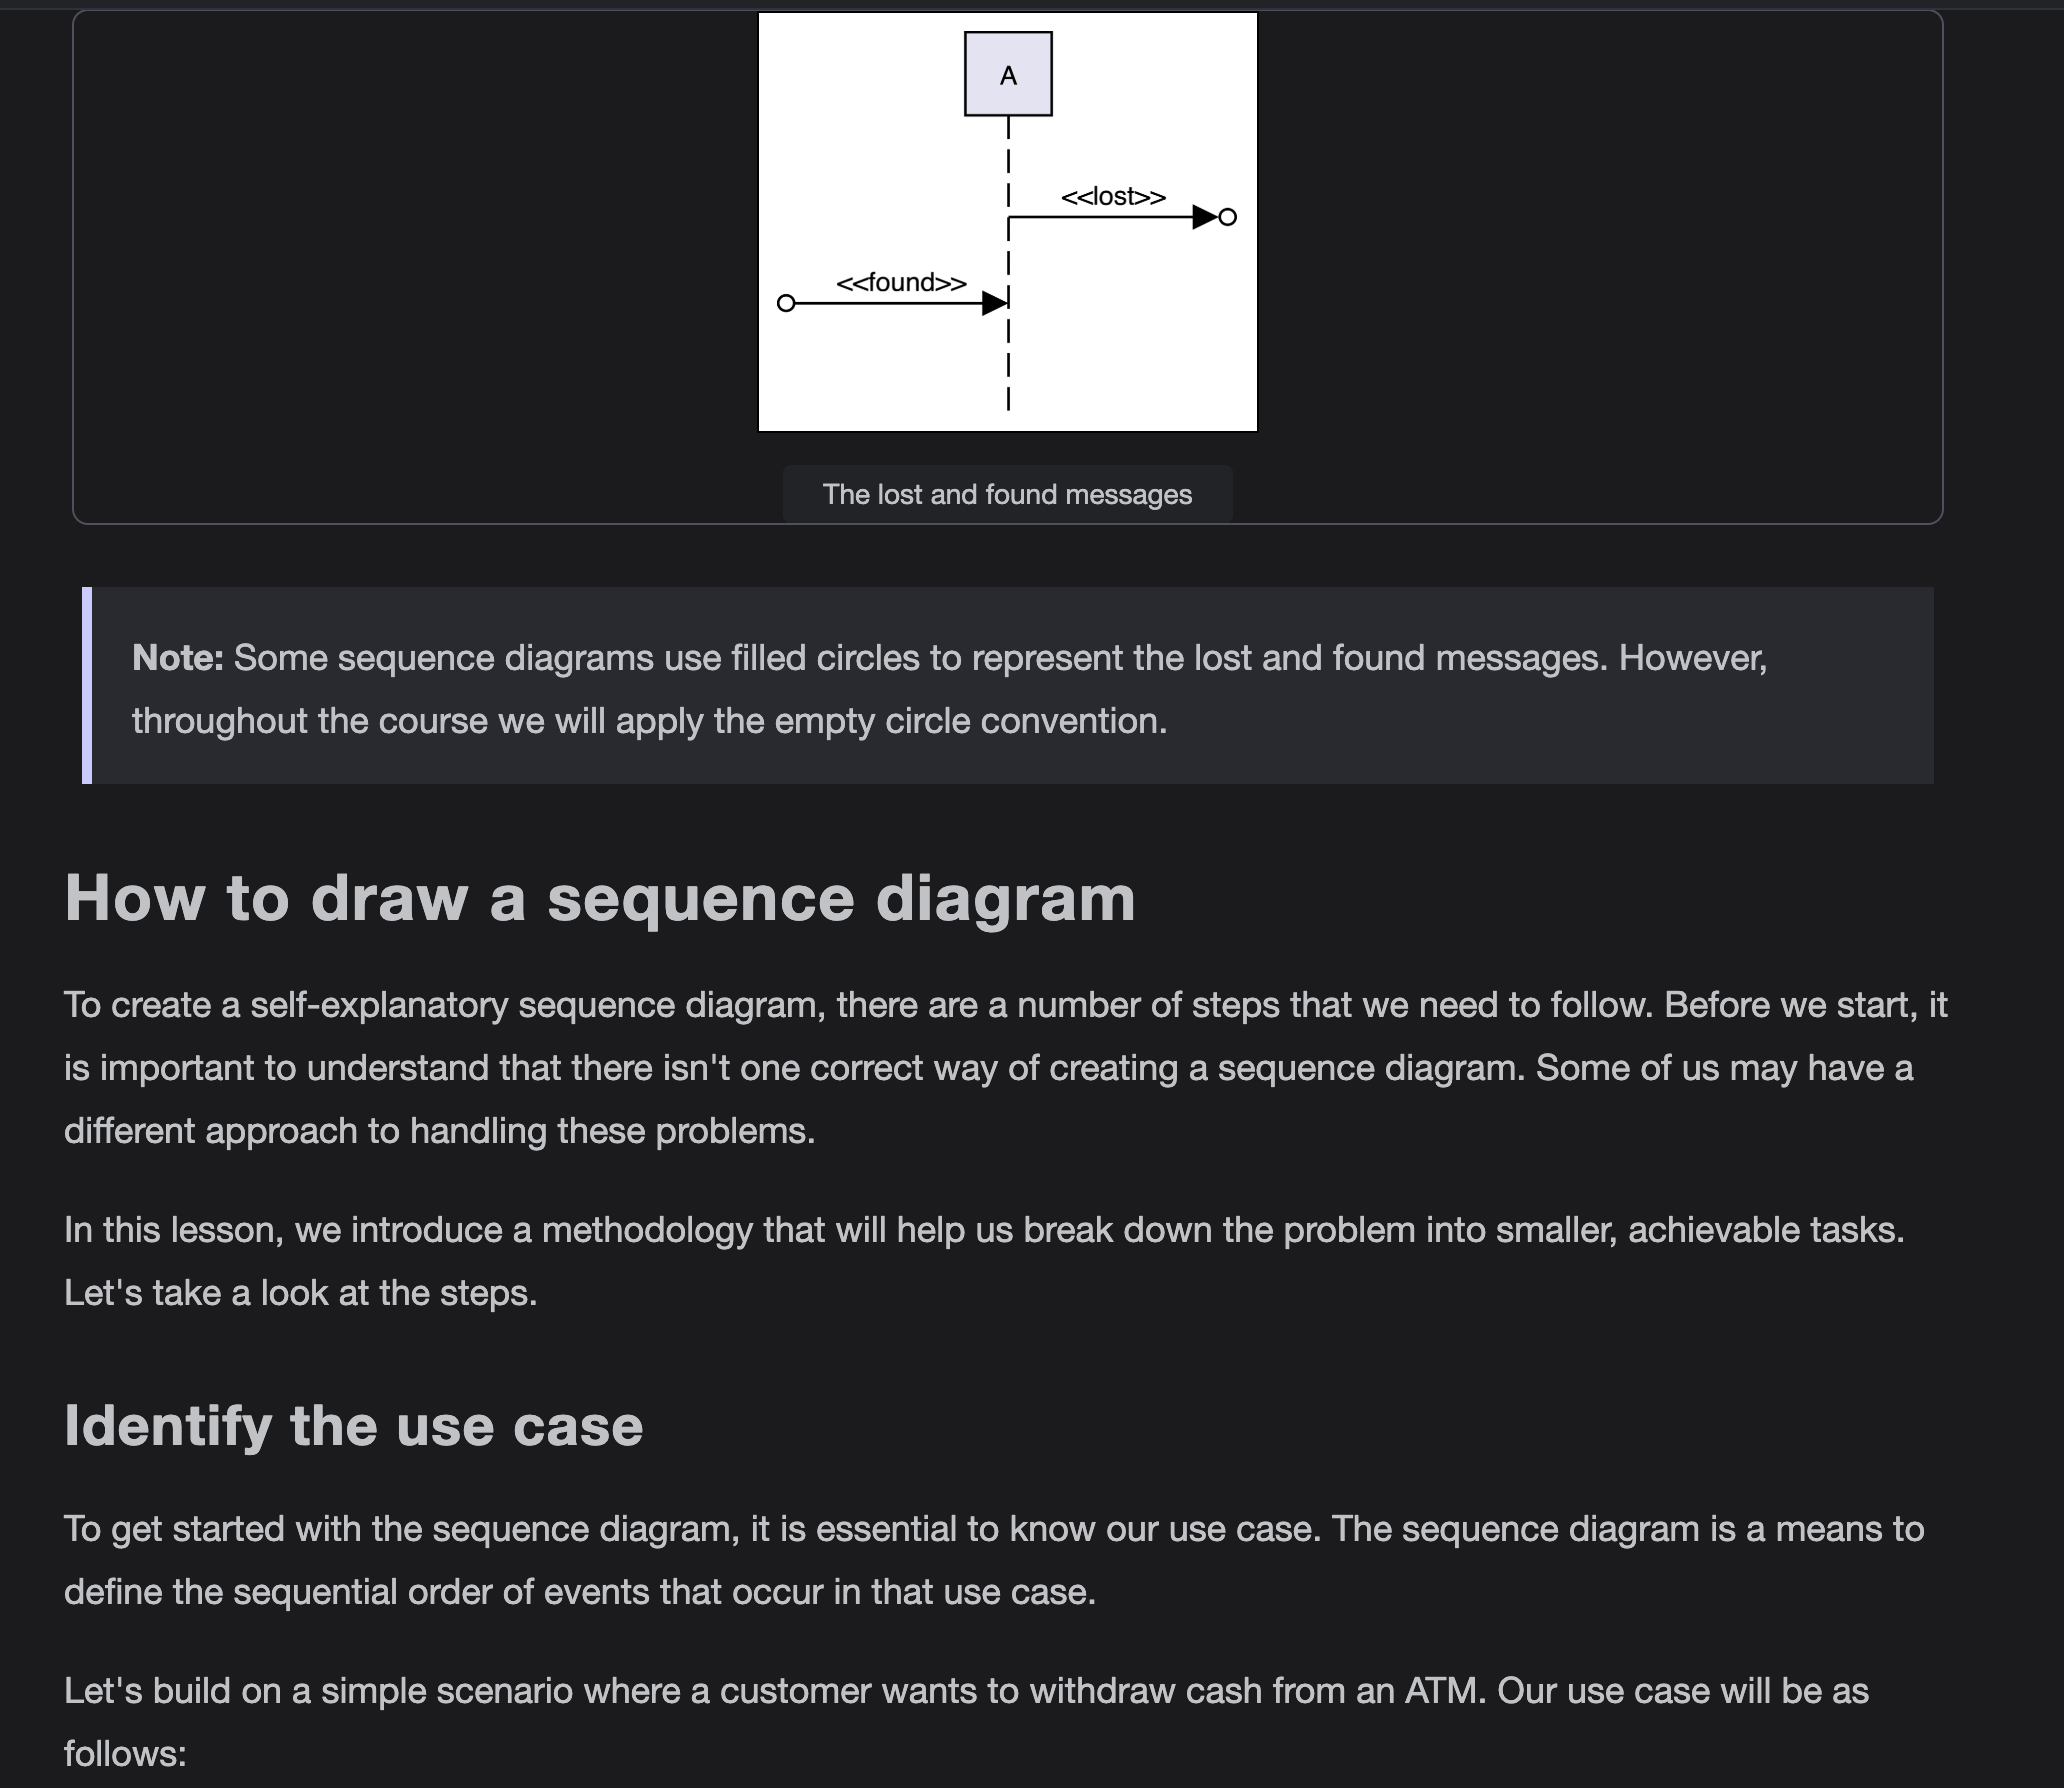 A
<<lost>>
<<found>>
The lost and found messages
Note: Some sequence diagrams use filled circles to represent the lost and found messages. However,
throughout the course we will apply the empty circle convention.
How to draw a sequence diagram
To create a self-explanatory sequence diagram, there are a number of steps that we need to follow. Before we start, it
is important to understand that there isn't one correct way of creating a sequence diagram. Some of us may have a
different approach to handling these problems.
In this lesson, we introduce a methodology that will help us break down the problem into smaller, achievable tasks.
Let's take a look at the steps.
Identify the use case
To get started with the sequence diagram, it is essential to know our use case. The sequence diagram is a means to
define the sequential order of events that occur in that use case.
Let's build on a simple scenario where a customer wants to withdraw cash from an ATM. Our use case will be as
follows: